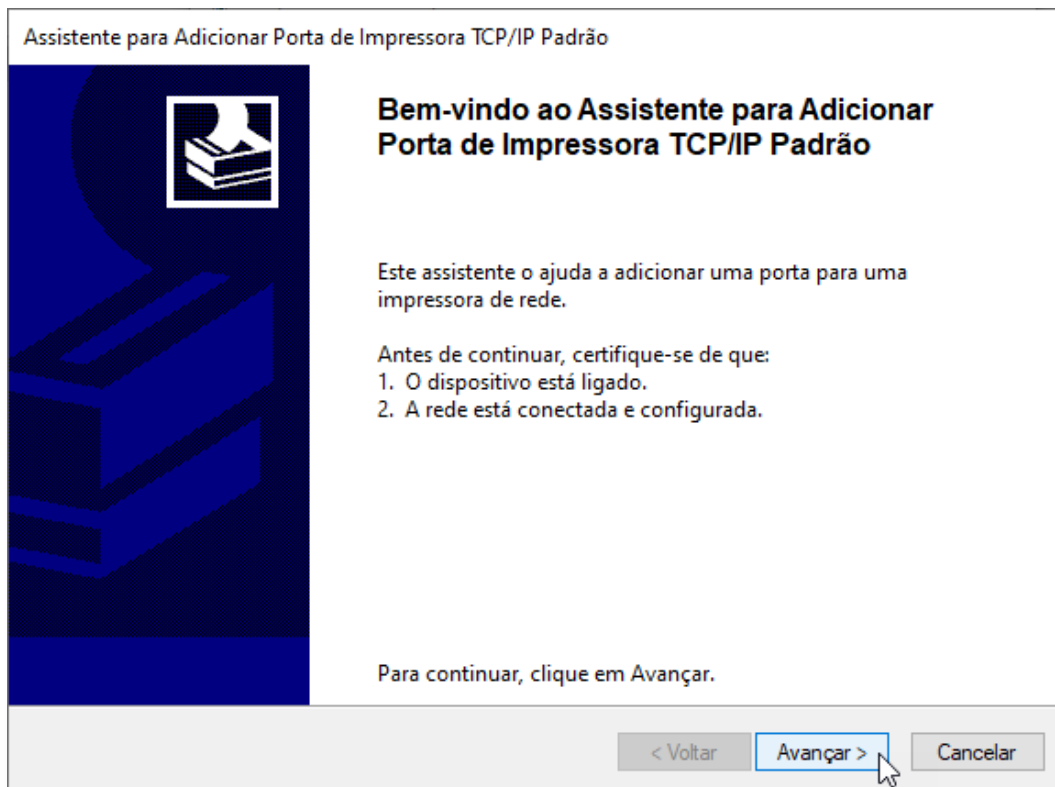 Assistente para Adicionar Porta de Impressora TCP/IP Padrão
Bem-vindo ao Assistente para Adicionar
Porta de Impressora TCP/IP Padrão
Este assistente o ajuda a adicionar uma porta para uma
impressora de rede.
Antes de continuar, certifique-se de que:
1. O dispositivo está ligado.
2. A rede está conectada e configurada.
Para continuar, clique em Avançar.
< Voltar
Avançar >
Cancelar